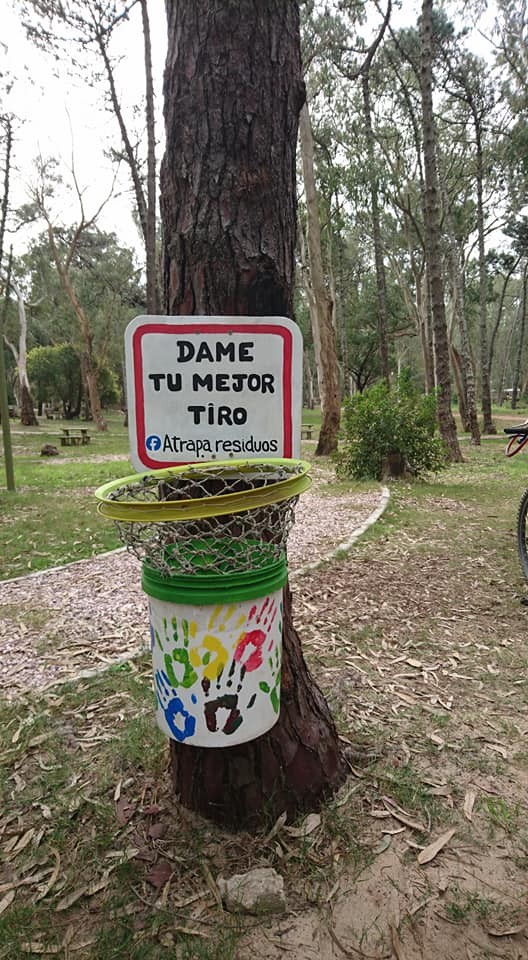 DAME
TU MEJOR
TIRO
Atrapa residuos